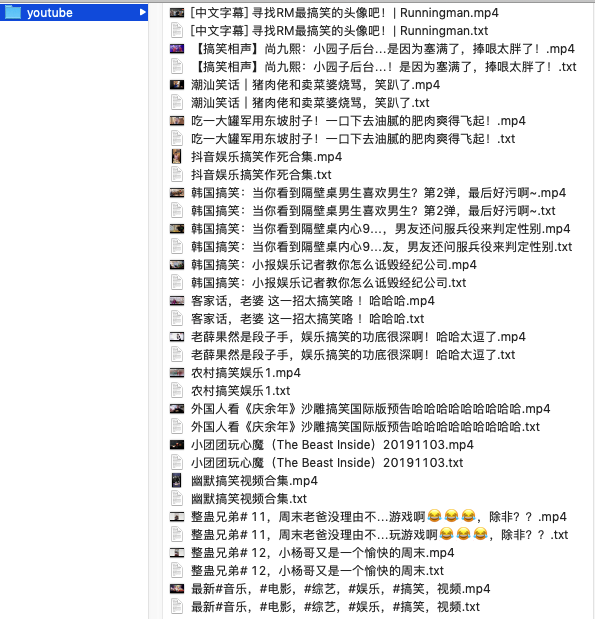 youtube
[中文字幕] 寻找RM最搞笑的头像吧！| Runningman.mp4
[中文字幕] 寻找RM最搞笑的头像吧！| Runningman.txt
【搞笑相声】尚九熙：小园子后台...是因为塞满了，捧哏太胖了！.mp4
【搞笑相声】尚九熙：小园子后台...！是因为塞满了，捧哏太胖了！.txt
潮汕笑话｜猪肉佬和卖菜婆烧骂，笑趴了.mp4
潮汕笑话｜猪肉佬和卖菜婆烧骂，笑趴了.txt
吃一大罐军用东坡肘子！一口下去油腻的肥肉爽得飞起！.mp4
吃一大罐军用东坡肘子！一口下去油腻的肥肉爽得飞起！.txt
抖音娱乐搞笑作死合集.mp4
抖音娱乐搞笑作死合集.txt
韩国搞笑：当你看到隔壁桌男生喜欢男生？第2弹，最后好污啊~.mp4
韩国搞笑：当你看到隔壁桌男生喜欢男生？第2弹，最后好污啊~.txt
韩国搞笑：当你看到隔壁桌内心9...，男友还问服兵役来判定性别.mp4
韩国搞笑：当你看到隔壁桌内心9...友，男友还问服兵役来判定性别.txt
韩国搞笑：小报娱乐记者教你怎么诋毁经纪公司.mp4
韩国搞笑：小报娱乐记者教你怎么诋毁经纪公司.txt
客家话，老婆 这一招太搞笑咯 ！哈哈哈.mp4
客家话，老婆 这一招太搞笑咯 ！哈哈哈.txt
老薛果然是段子手，娱乐搞笑的功底很深啊！哈哈太逗了.mp4
老薛果然是段子手，娱乐搞笑的功底很深啊！哈哈太逗了.txt
农村搞笑娱乐1.mp4
农村搞笑娱乐1.txt
外国人看《庆余年》沙雕搞笑国际版预告哈哈哈哈哈哈哈哈哈.mp4
外国人看《庆余年》沙雕搞笑国际版预告哈哈哈哈哈哈哈哈哈.txt
小团团玩心魔（The Beast Inside）20191103.mp4
小团团玩心魔（The Beast Inside）20191103.txt
幽默搞笑视频合集.mp4
幽默搞笑视频合集.txt
整蛊兄弟# 11，周末老爸没理由不...游戏啊😂😂😂，除非？？.mp4
整蛊兄弟# 11，周末老爸没理由不...玩游戏啊😂😂😂，除非？？.txt
整蛊兄弟# 12，小杨哥又是一个愉快的周末.mp4
整蛊兄弟# 12，小杨哥又是一个愉快的周末.txt
最新#音乐，#电影，#综艺，#娱乐，#搞笑，视频.mp4
最新#音乐，#电影，#综艺，#娱乐，#搞笑，视频.txt